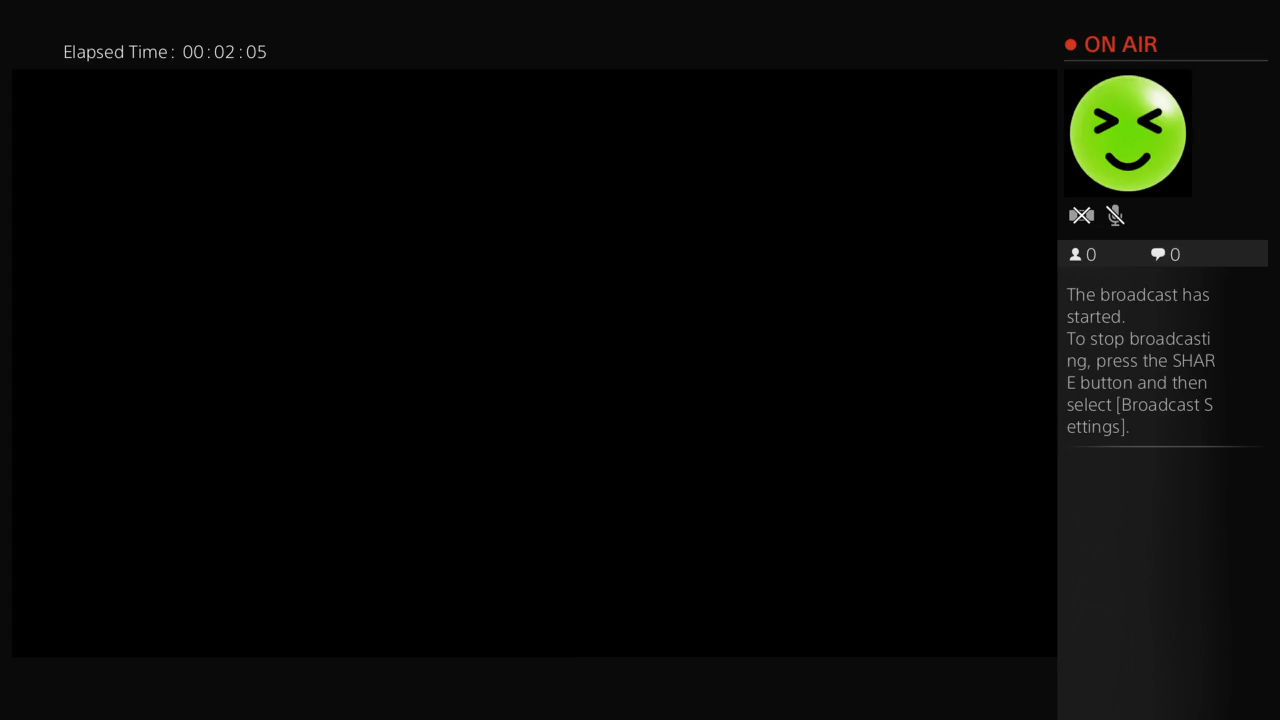 Elapsed Time: 00:02:05
ON AIR
0
0
The broadcast has
started.
To stop broadcasti
ng, press the SHAR
E button and then
select [Broadcast S
ettings].